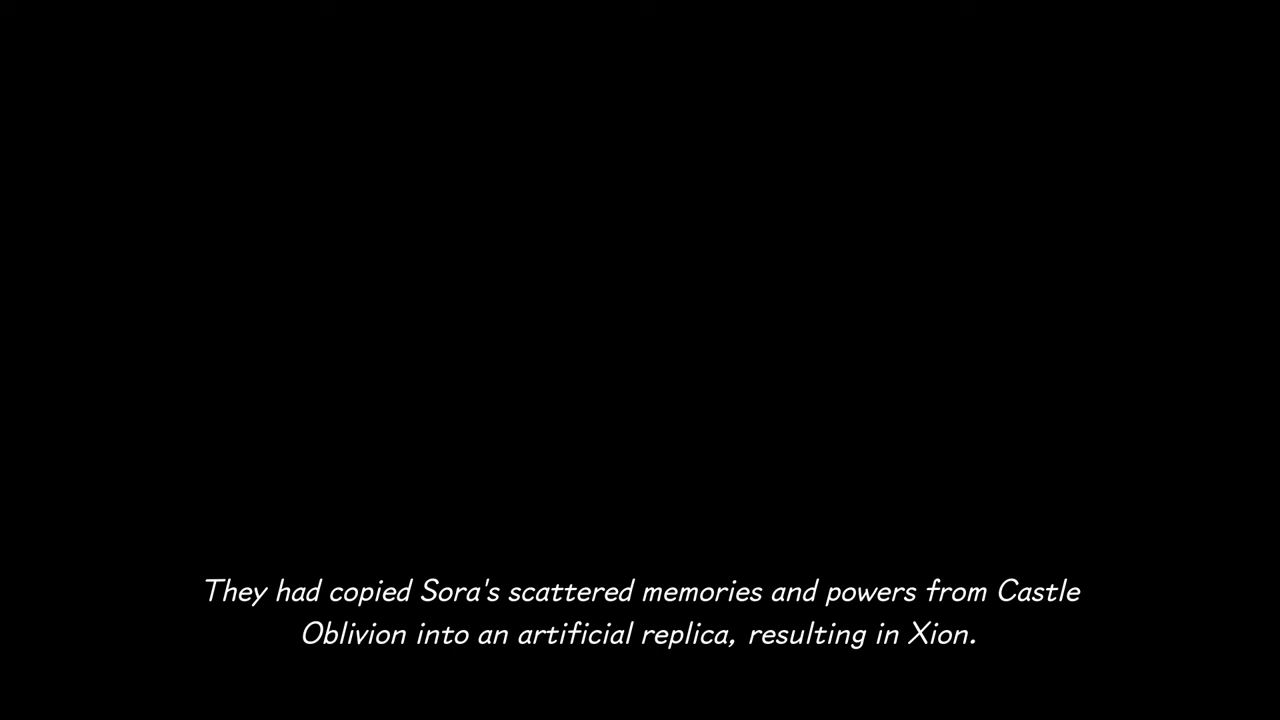 They had copied Sora's scattered memories and powers from Castle
Oblivion into an artificial replica, resulting in Xion.